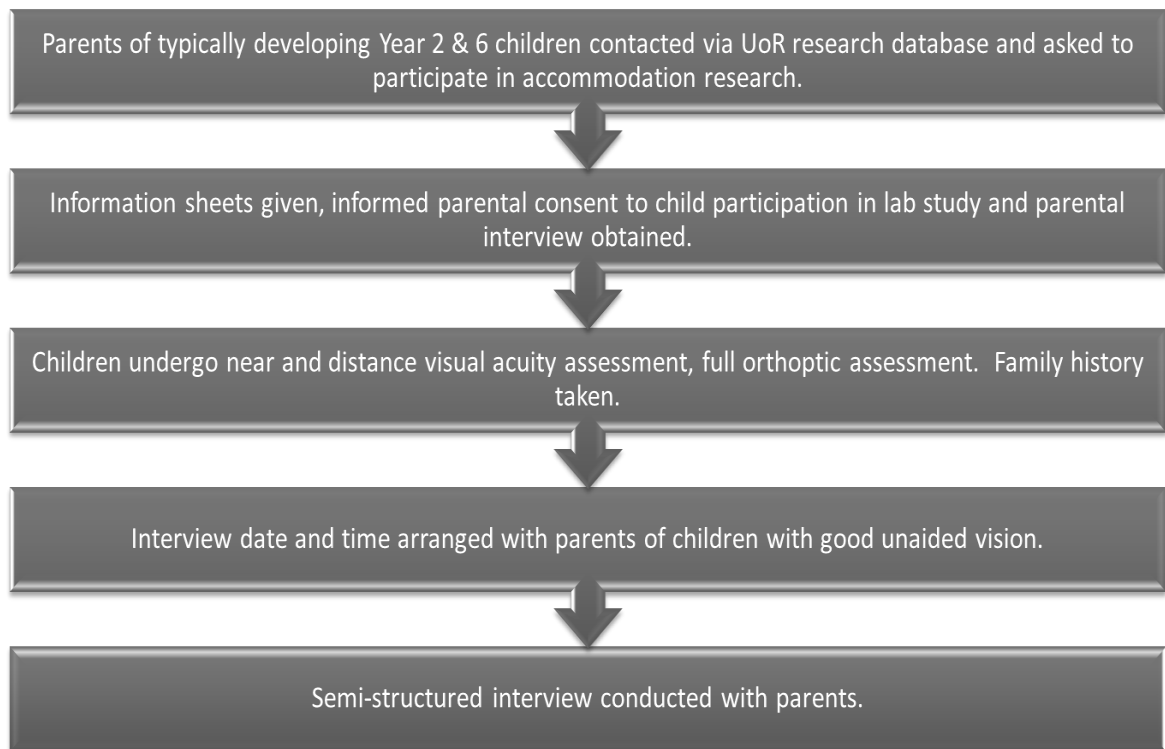 Parents of typically developing Year 2 & 6 children contacted via UoR research database and asked to
participate in accommodation research.
Information sheets given, informed parental consent to child participation in lab study and parental
interview obtained.
Children undergo near and distance visual acuity assessment, full orthoptic assessment.  Family history
taken.
Interview date and time arranged with parents of children with good unaided vision.
Semi-structured interview conducted with parents.